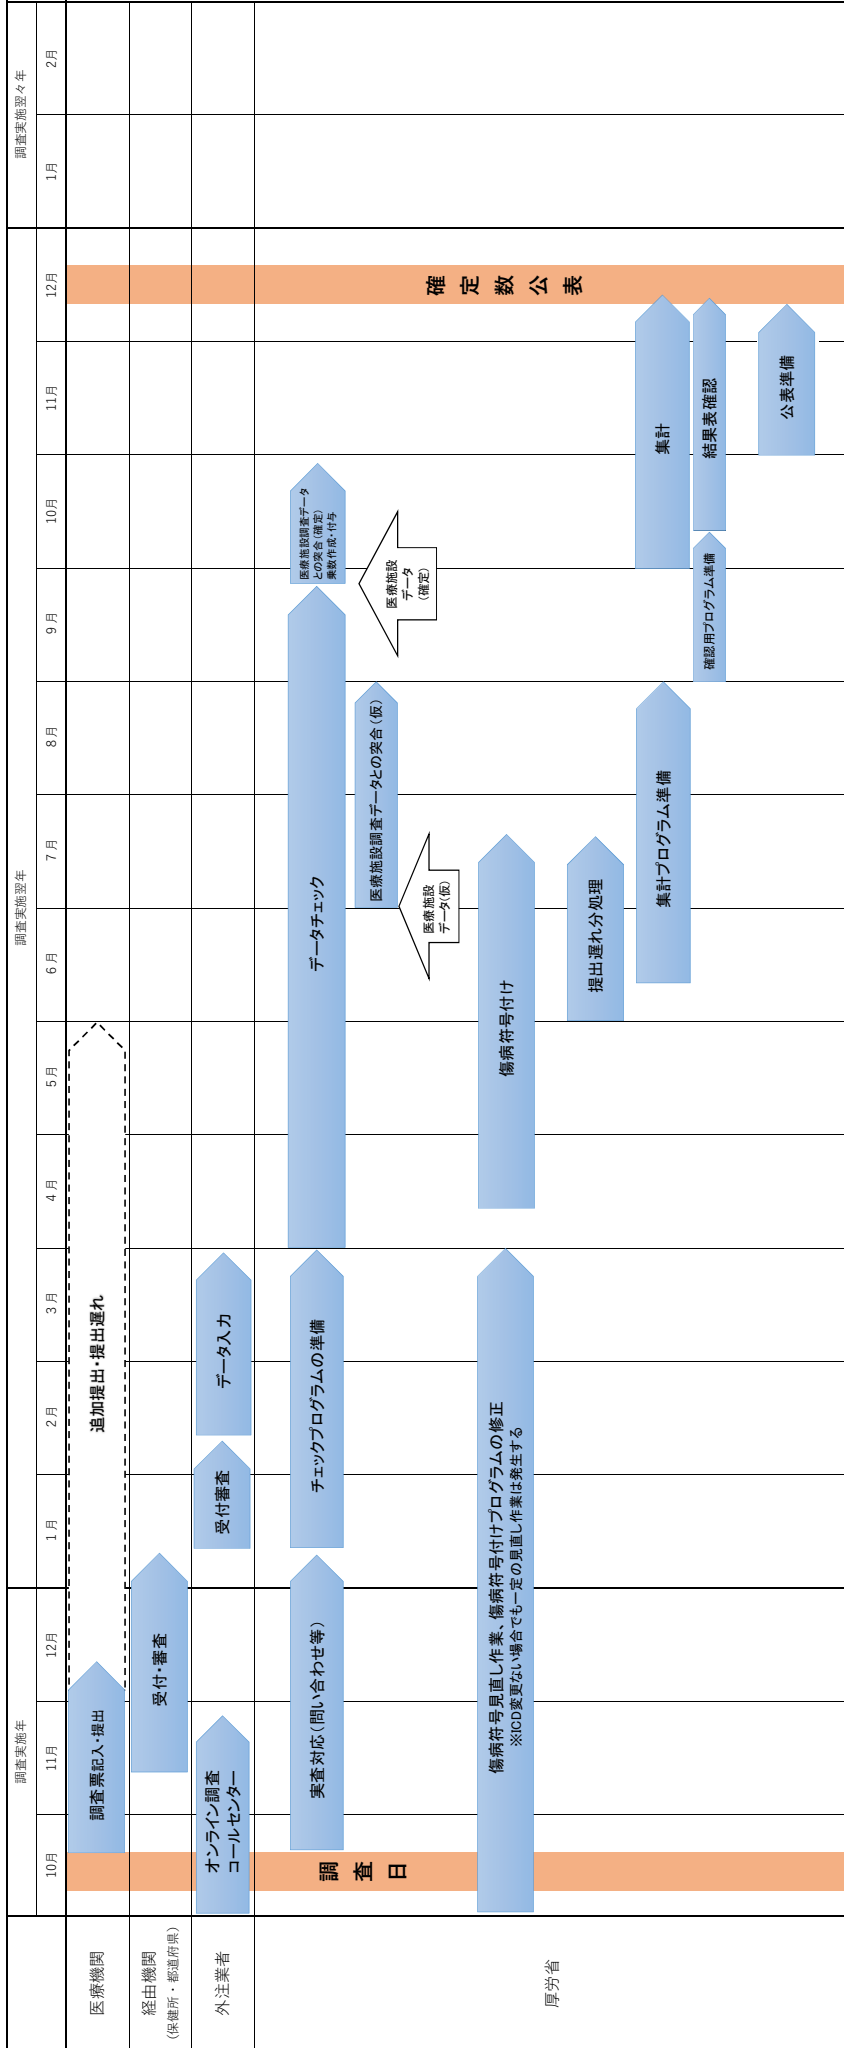 調査実施年
調査実施翌年
調査実施翌々年
10月
11月
12月
1月
2月
3月
4月
5月
6月
7月
8月
9月
10月
11月
12月
1月
2月
医療機関
調査票記入・提出
追加提出・提出遅れ
経由機関
（保健所・都道府県）
受付・審査
外注業者
オンライン調査
コールセンター
受付審査
データ入力
厚労省
調査日
確定数公表
実査対応（問い合わせ等）
チェックプログラムの準備
データチェック
医療施設調査データ
との突合（確定）
乗数作成・付与
医療施設調査データとの突合（仮）
医療施設
データ
（確定）
医療施設
データ（仮）
傷病符号見直し作業、傷病符号付けプログラムの修正
※ICD変更ない場合でも一定の見直し作業は発生する
傷病符号付け
提出遅れ分処理
集計プログラム準備
集計
確認用プログラム準備
結果表確認
公表準備